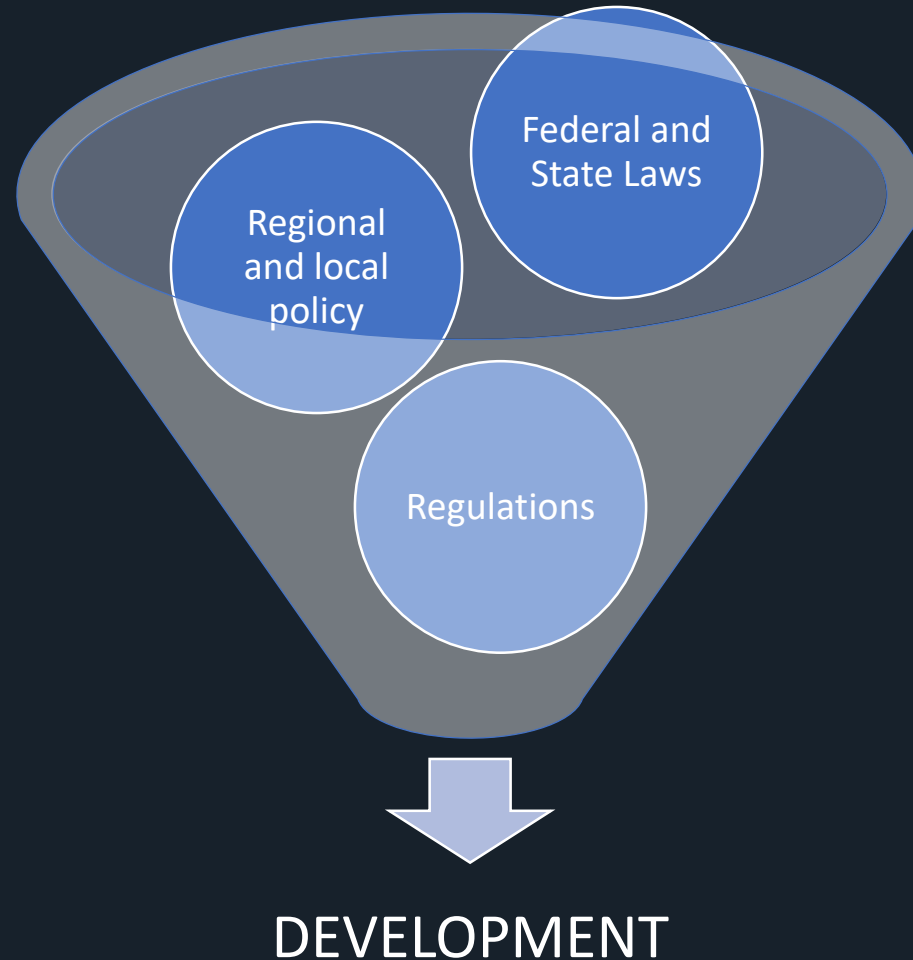 Federal and
State Laws
Regional
and local
policy
Regulations
DEVELOPMENT